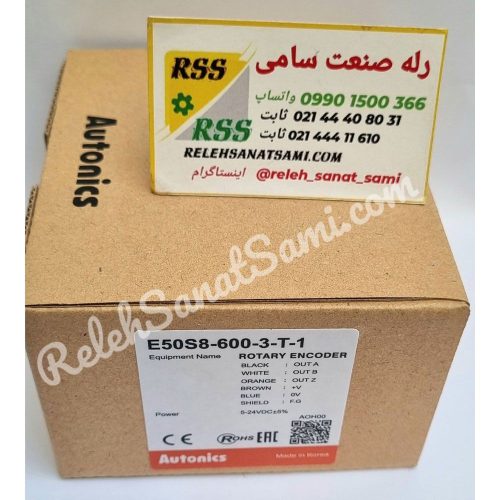 RSS
RSS
رله صنعت سامی
واتساپ 0990 1500 366
ثابت 021 44 40 80 31
ثابت 021 444 11 610
RELEHSANATSAMI.COM
اینستاگرام @releh_sanat_sami
Autonics
RelehSanatSami.com
E50S8-600-3-T-1
Equipment Name ROTARY ENCODER
BLACK : OUT A
WHITE : OUT B
ORANGE : OUT Z
BROWN : +V
BLUE : 0V
SHIELD : F.G
Power 5-24VDC±5%
AOH00
CE RoHS EAC
Autonics Made in Korea